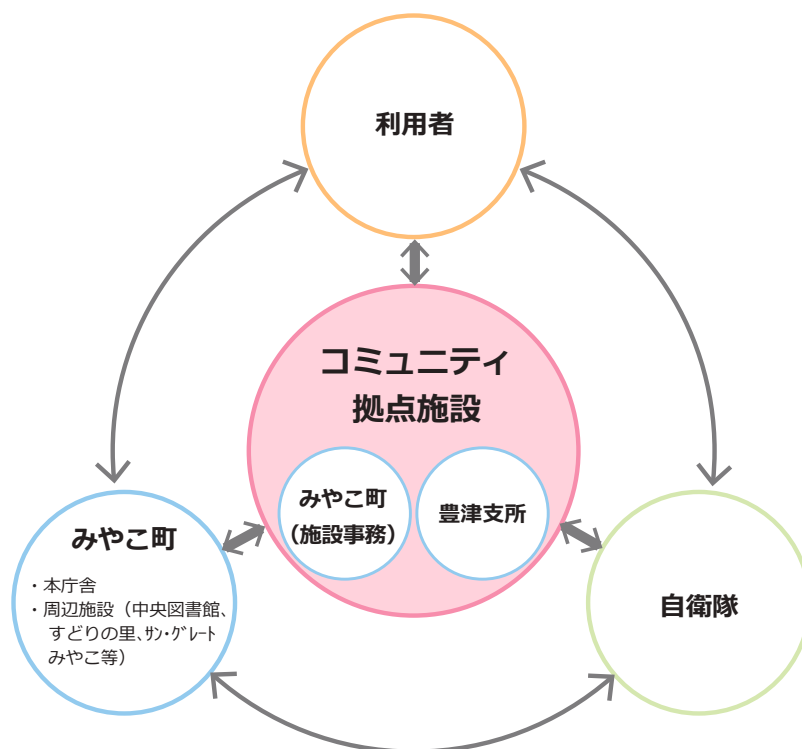 利用者
コミュニティ
拠点施設
みやこ町
(施設事務)
豊津支所
みやこ町
・本庁舎
・周辺施設(中央図書館、
すどりの里、ｻﾝ・ｸﾞﾚｰﾄ
みやこ等)
自衛隊